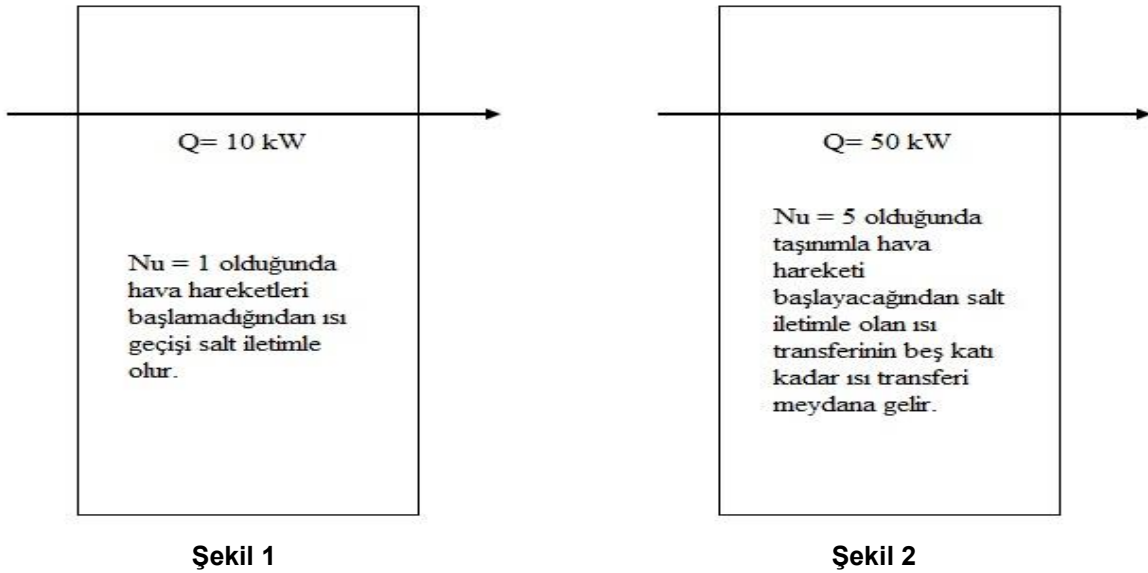 Q= 10 kW
Nu = 1 olduğunda
hava hareketleri
başlamadığından ısı
geçişi salt iletimle
olur.
Şekil 1
Q= 50 kW
Nu = 5 olduğunda
taşınımla hava
hareketi
başlayacağından salt
iletimle olan ısı
transferinin beş katı
kadar ısı transferi
meydana gelir.
Şekil 2